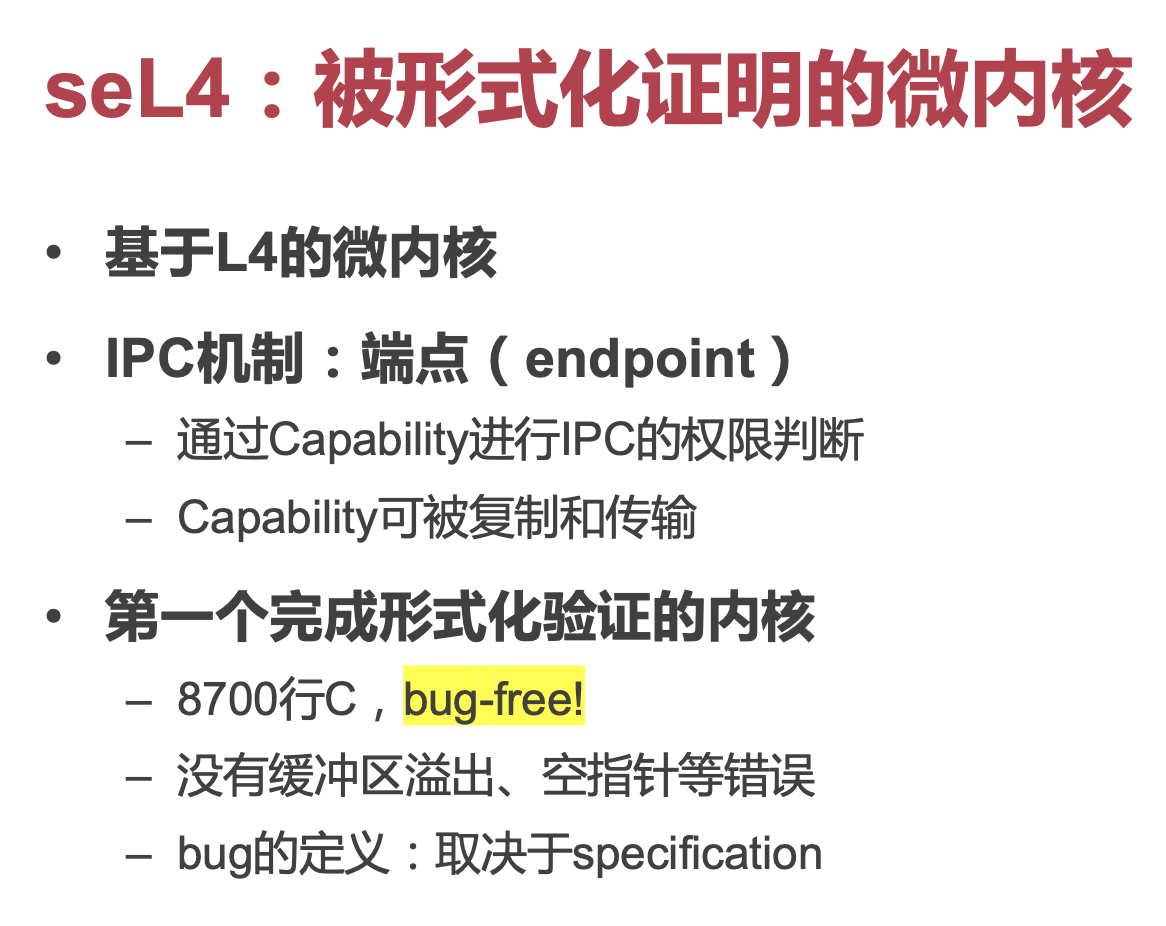 seL4：被形式化证明的微内核
• 基于L4的微内核
• IPC机制：端点（endpoint）
– 通过Capability进行IPC的权限判断
– Capability可被复制和传输
• 第一个完成形式化验证的内核
– 8700行C，bug-free!
– 没有缓冲区溢出、空指针等错误
– bug的定义：取决于specification